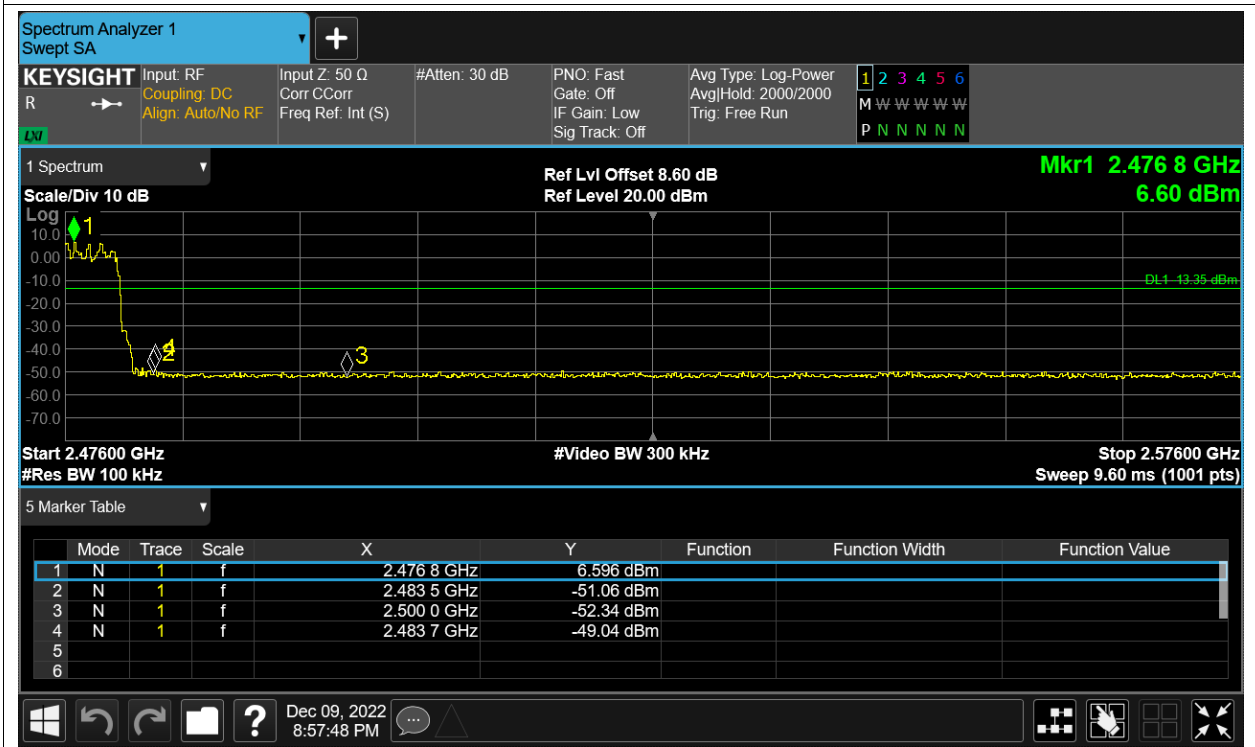 Spectrum Analyzer 1
Swept SA
KEYSIGHT Input: RF Input Z: 50 Ω #Atten: 30 dB PNO: Fast Avg Type: Log-Power 1 2 3 4 5 6
R Coupling: DC Corr CCorr Gate: Off Avg|Hold: 2000/2000 M W W W W W
Align: Auto/No RF Freq Ref: Int (S) IF Gain: Low Trig: Free Run
LXI Sig Track: Off P N N N N N
1 Spectrum Ref Lvl Offset 8.60 dB Mkr1 2.476 8 GHz
Scale/Div 10 dB Ref Level 20.00 dBm 6.60 dBm
Log
1
10.0
0.00
-10.0 DL1 -13.35 dBm
-20.0
-30.0
-40.0 2 4 3
-50.0
-60.0
-70.0
Start 2.47600 GHz #Video BW 300 kHz Stop 2.57600 GHz
#Res BW 100 kHz Sweep 9.60 ms (1001 pts)
5 Marker Table
Mode Trace Scale X Y Function Function Width Function Value
1 N 1 f 2.476 8 GHz 6.596 dBm
2 N 1 f 2.483 5 GHz -51.06 dBm
3 N 1 f 2.500 0 GHz -52.34 dBm
4 N 1 f 2.483 7 GHz -49.04 dBm
5
6
? Dec 09, 2022
8:57:48 PM